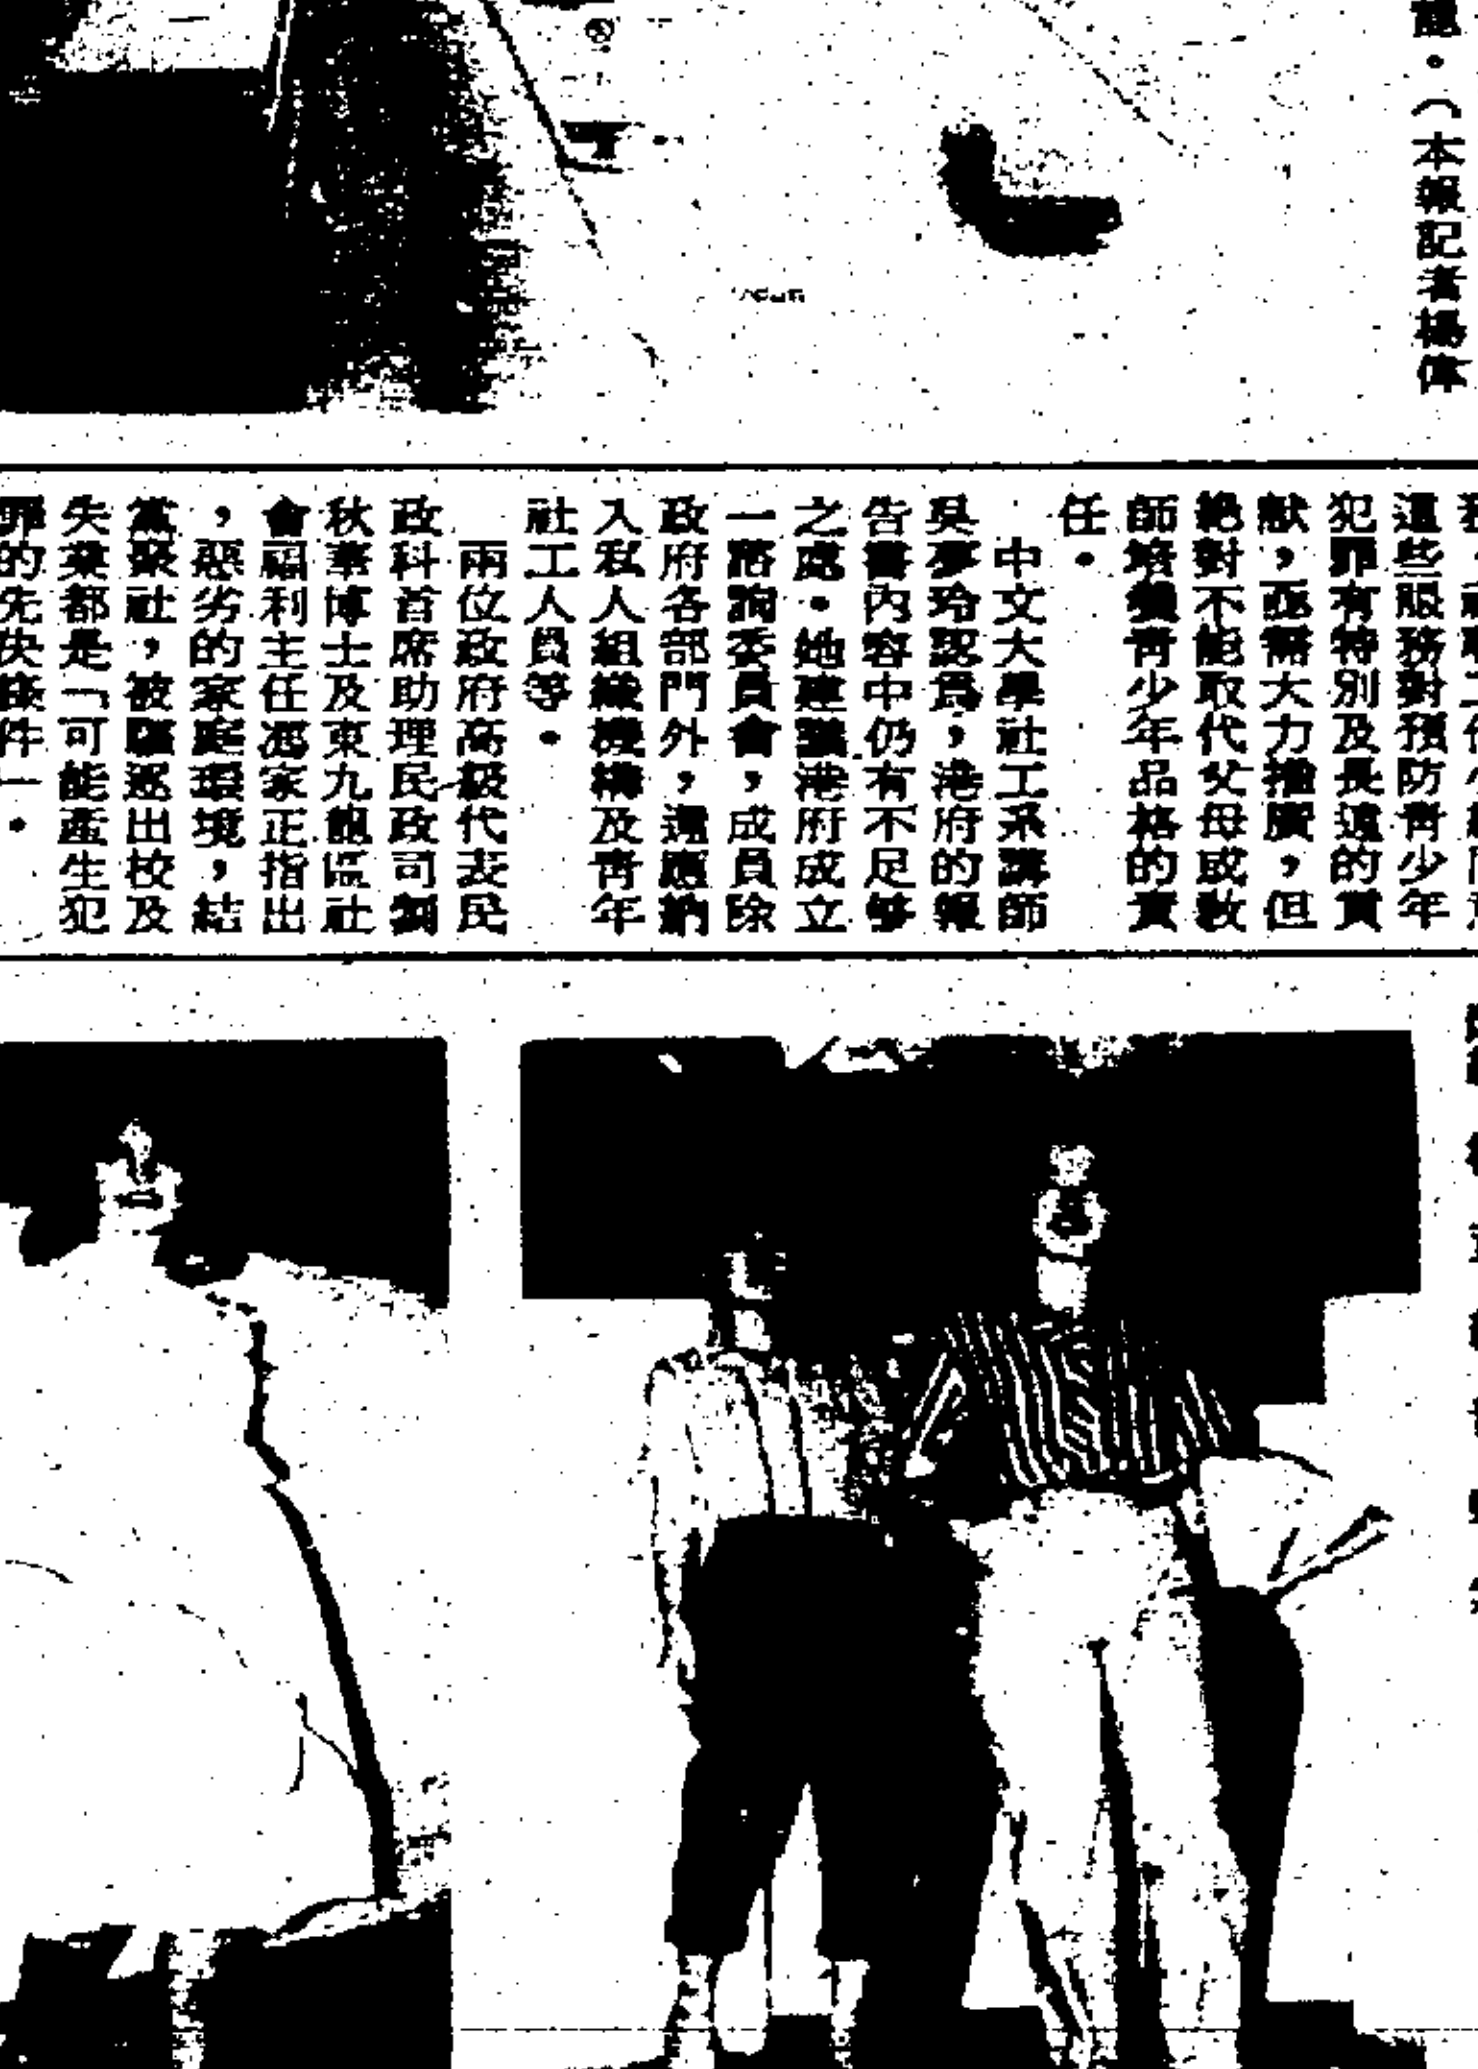 （本報記者楊偉
這些服務對預防青少年
犯罪有特別及長遠的貢
献，亟需大力推廣，但
絶對不能取代父母或教
師培養青少年品格的責
任。
中文大學社工系講師
吳夢玲認爲，港府的報
告書內容中仍有不足够
之處。她建議港府成立
一諮詢委員會，成員除
政府各部門外，還應納
入私人組織機構及青年
社工人員等。
兩位政府高級代表民
政科首席助理民政司劉
秋華博士及東九龍區社
會福利主任馮家正指出
，惡劣的家庭環境，結
黨聚社，被驅逐出校及
失業都是「可能產生犯
罪的先決條件」。